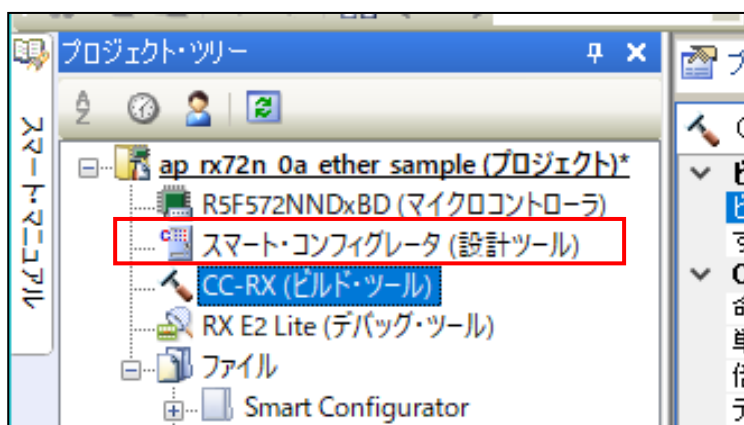 プロジェクト・ツリー
スマート・マニュアル
ap_rx72n_0a_ether_sample (プロジェクト)*
R5F572NNDxBD (マイクロコントローラ)
スマート・コンフィグレータ (設計ツール)
CC-RX (ビルド・ツール)
RX E2 Lite (デバッグ・ツール)
ファイル
Smart Configurator